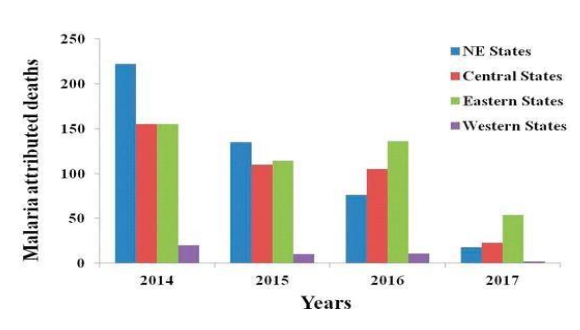 250
200
150
100
50
0
Malaria attributed deaths
NE States
Central States
Eastern States
Western States
2014 2015 2016 2017
Years